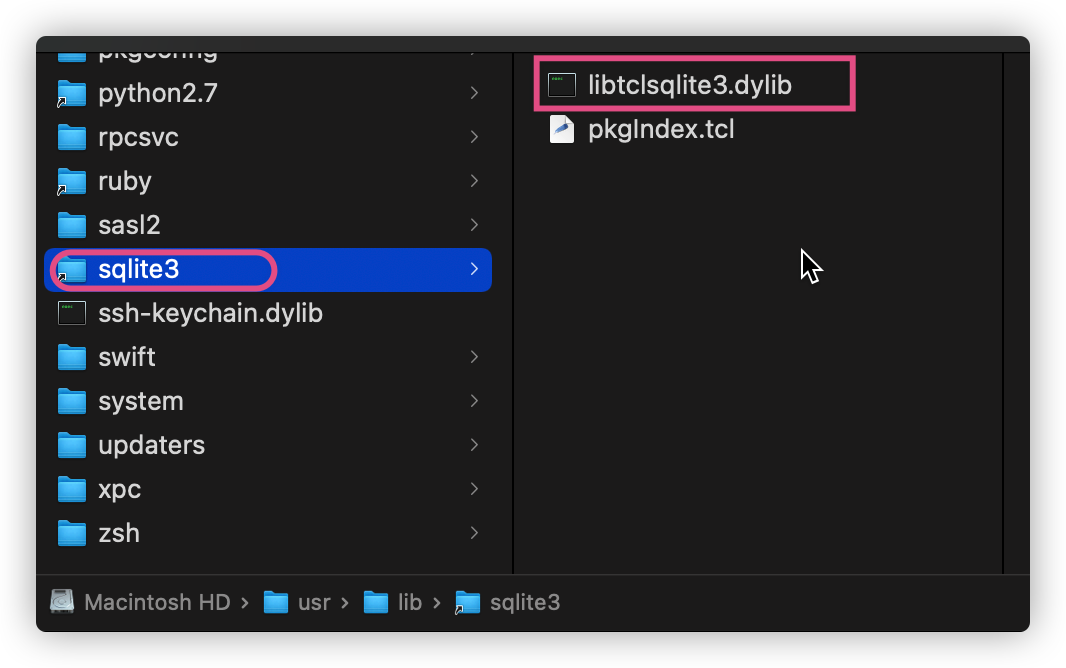 pkgconfig
python2.7
rpcsvc
ruby
sasl2
sqlite3
ssh-keychain.dylib
swift
system
updaters
xpc
zsh
libtclsqlite3.dylib
pkgIndex.tcl
Macintosh HD › usr › lib › sqlite3